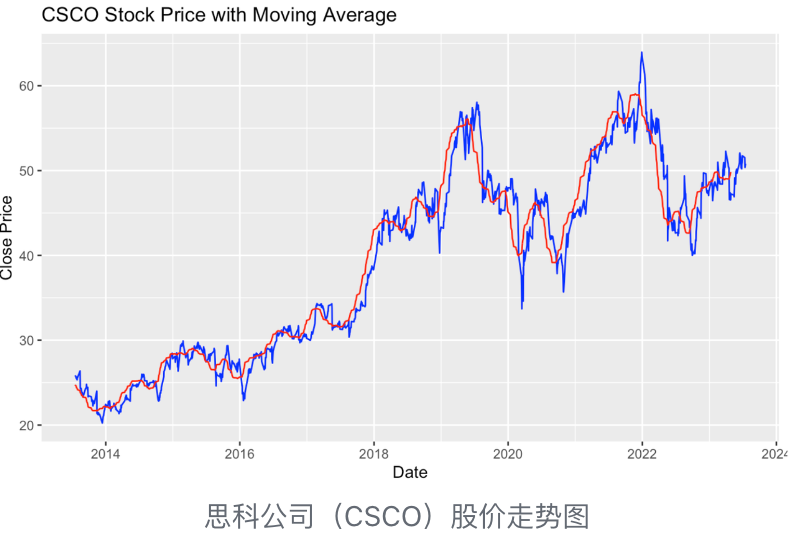 CSCO Stock Price with Moving Average
60
50
40
30
20
Close Price
2014 2016 2018 2020 2022 2024
Date
思科公司（CSCO）股价走势图